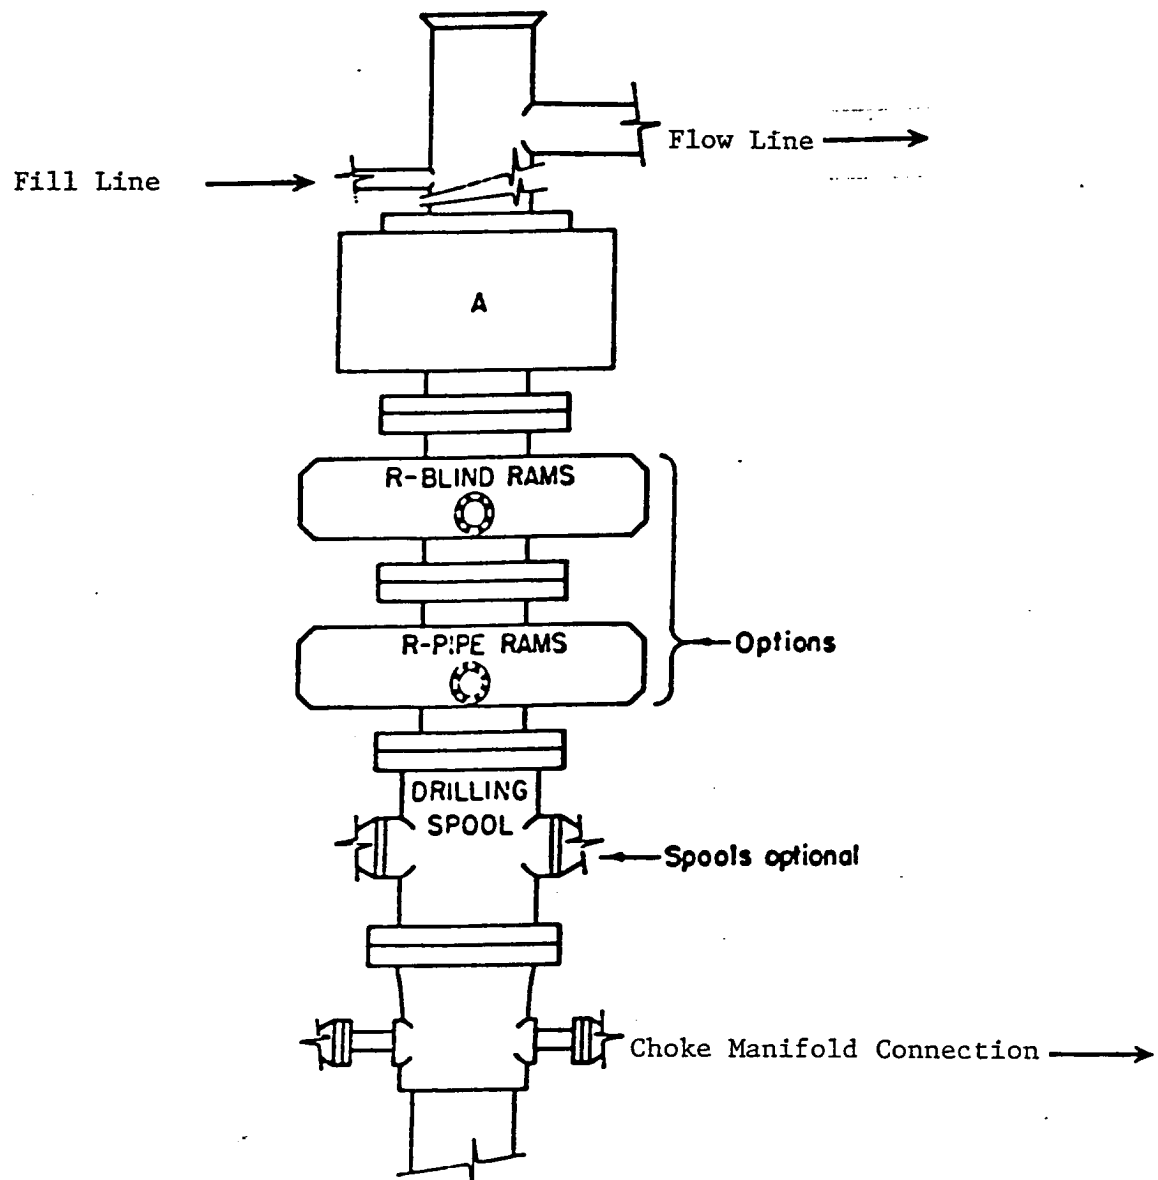 Flow Line
Fill Line
A
R-BLIND RAMS
R-PIPE RAMS
Options
DRILLING
SPOOL
Spools optional
Choke Manifold Connection